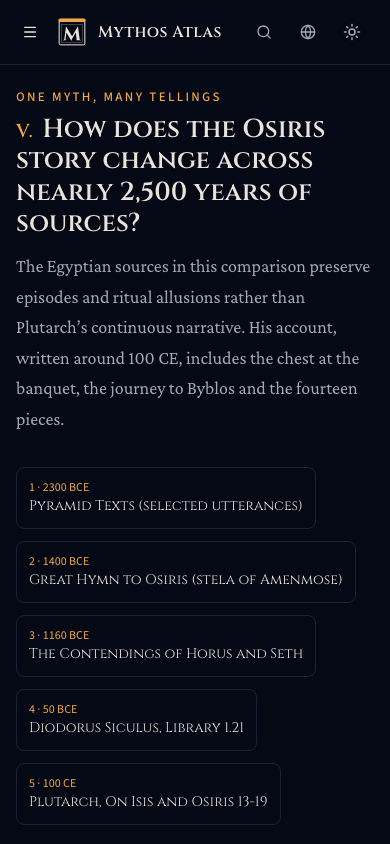 M
Mythos Atlas
ONE MYTH, MANY TELLINGS
V. How does the Osiris
story change across
nearly 2,500 years of
sources?
The Egyptian sources in this comparison preserve
episodes and ritual allusions rather than
Plutarch’s continuous narrative. His account,
written around 100 CE, includes the chest at the
banquet, the journey to Byblos and the fourteen
pieces.
1 · 2300 BCE
Pyramid Texts (selected utterances)
2 · 1400 BCE
Great Hymn to Osiris (stela of Amenmose)
3 · 1160 BCE
The Contendings of Horus and Seth
4 · 50 BCE
Diodorus Siculus, Library 1.21
5 · 100 CE
Plutarch, On Isis and Osiris 13-19